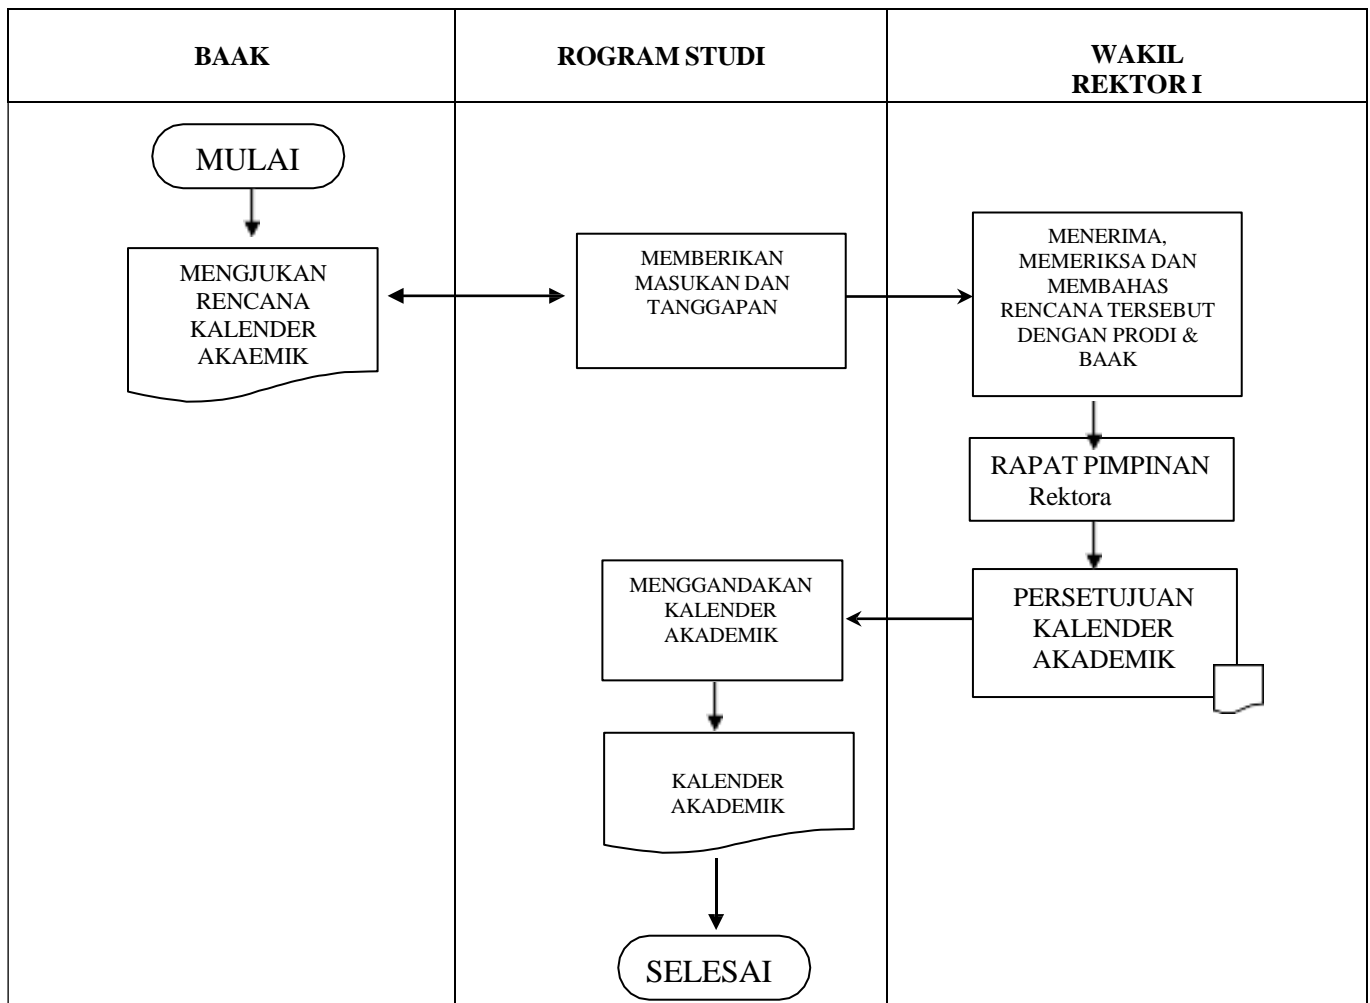 BAAK
ROGRAM STUDI
WAKIL
REKTOR I
MULAI
MENGJUKAN
RENCANA
KALENDER
AKAEMIK
MEMBERIKAN
MASUKAN DAN
TANGGAPAN
MENERIMA,
MEMERIKSA DAN
MEMBAHAS
RENCANA TERSEBUT
DENGAN PRODI &
BAAK
RAPAT PIMPINAN
Rektora
PERSETUJUAN
KALENDER
AKADEMIK
MENGGANDAKAN
KALENDER
AKADEMIK
KALENDER
AKADEMIK
SELESAI